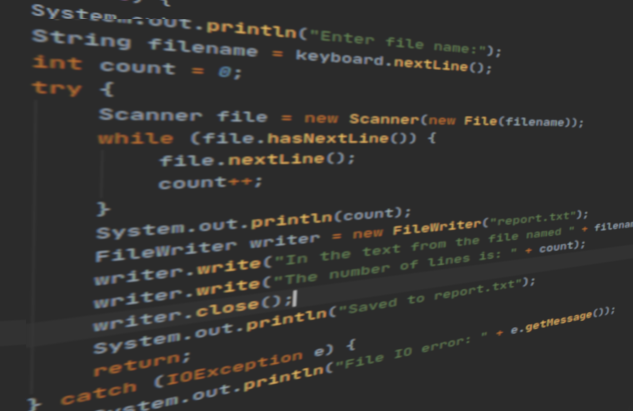 ) {
System.out.println("Enter file name:");
String filename = keyboard.nextLine();
int count = 0;
try {
Scanner file = new Scanner(new File(filename));
while (file.hasNextLine()) {
file.nextLine();
count++;
}
System.out.println(count);
FileWriter writer = new FileWriter("report.txt");
writer.write("In the text from the file named " + filenam
writer.write("The number of lines is: " + count);
writer.close();
System.out.println("Saved to report.txt");
return;
} catch (IOException e) {
System.out.println("File IO error: " + e.getMessage());